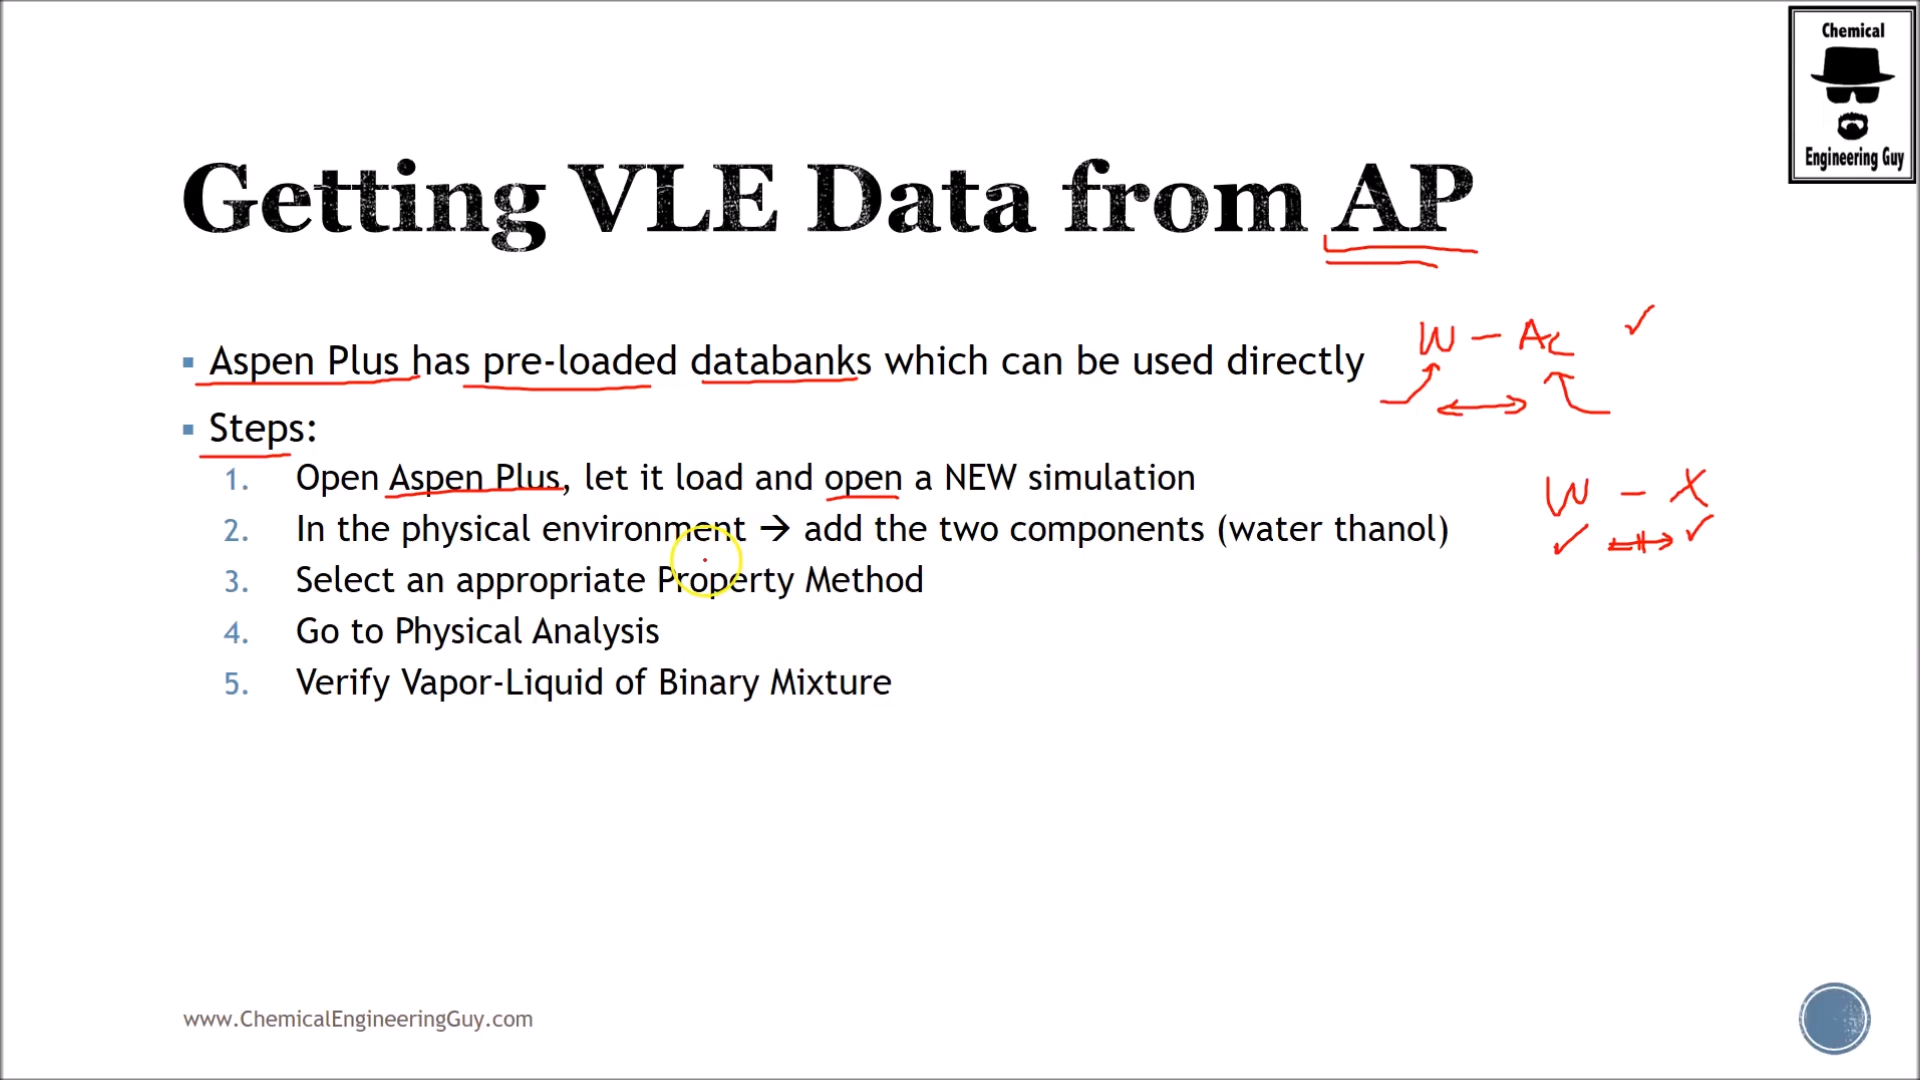 Chemical
Engineering Guy
Getting VLE Data from AP
Aspen Plus has pre-loaded databanks which can be used directly
W - Ac ✓
Steps:
1. Open Aspen Plus, let it load and open a NEW simulation
W - X
✓ ✓
2. In the physical environment → add the two components (water thanol)
3. Select an appropriate Property Method
4. Go to Physical Analysis
5. Verify Vapor-Liquid of Binary Mixture
www.ChemicalEngineeringGuy.com